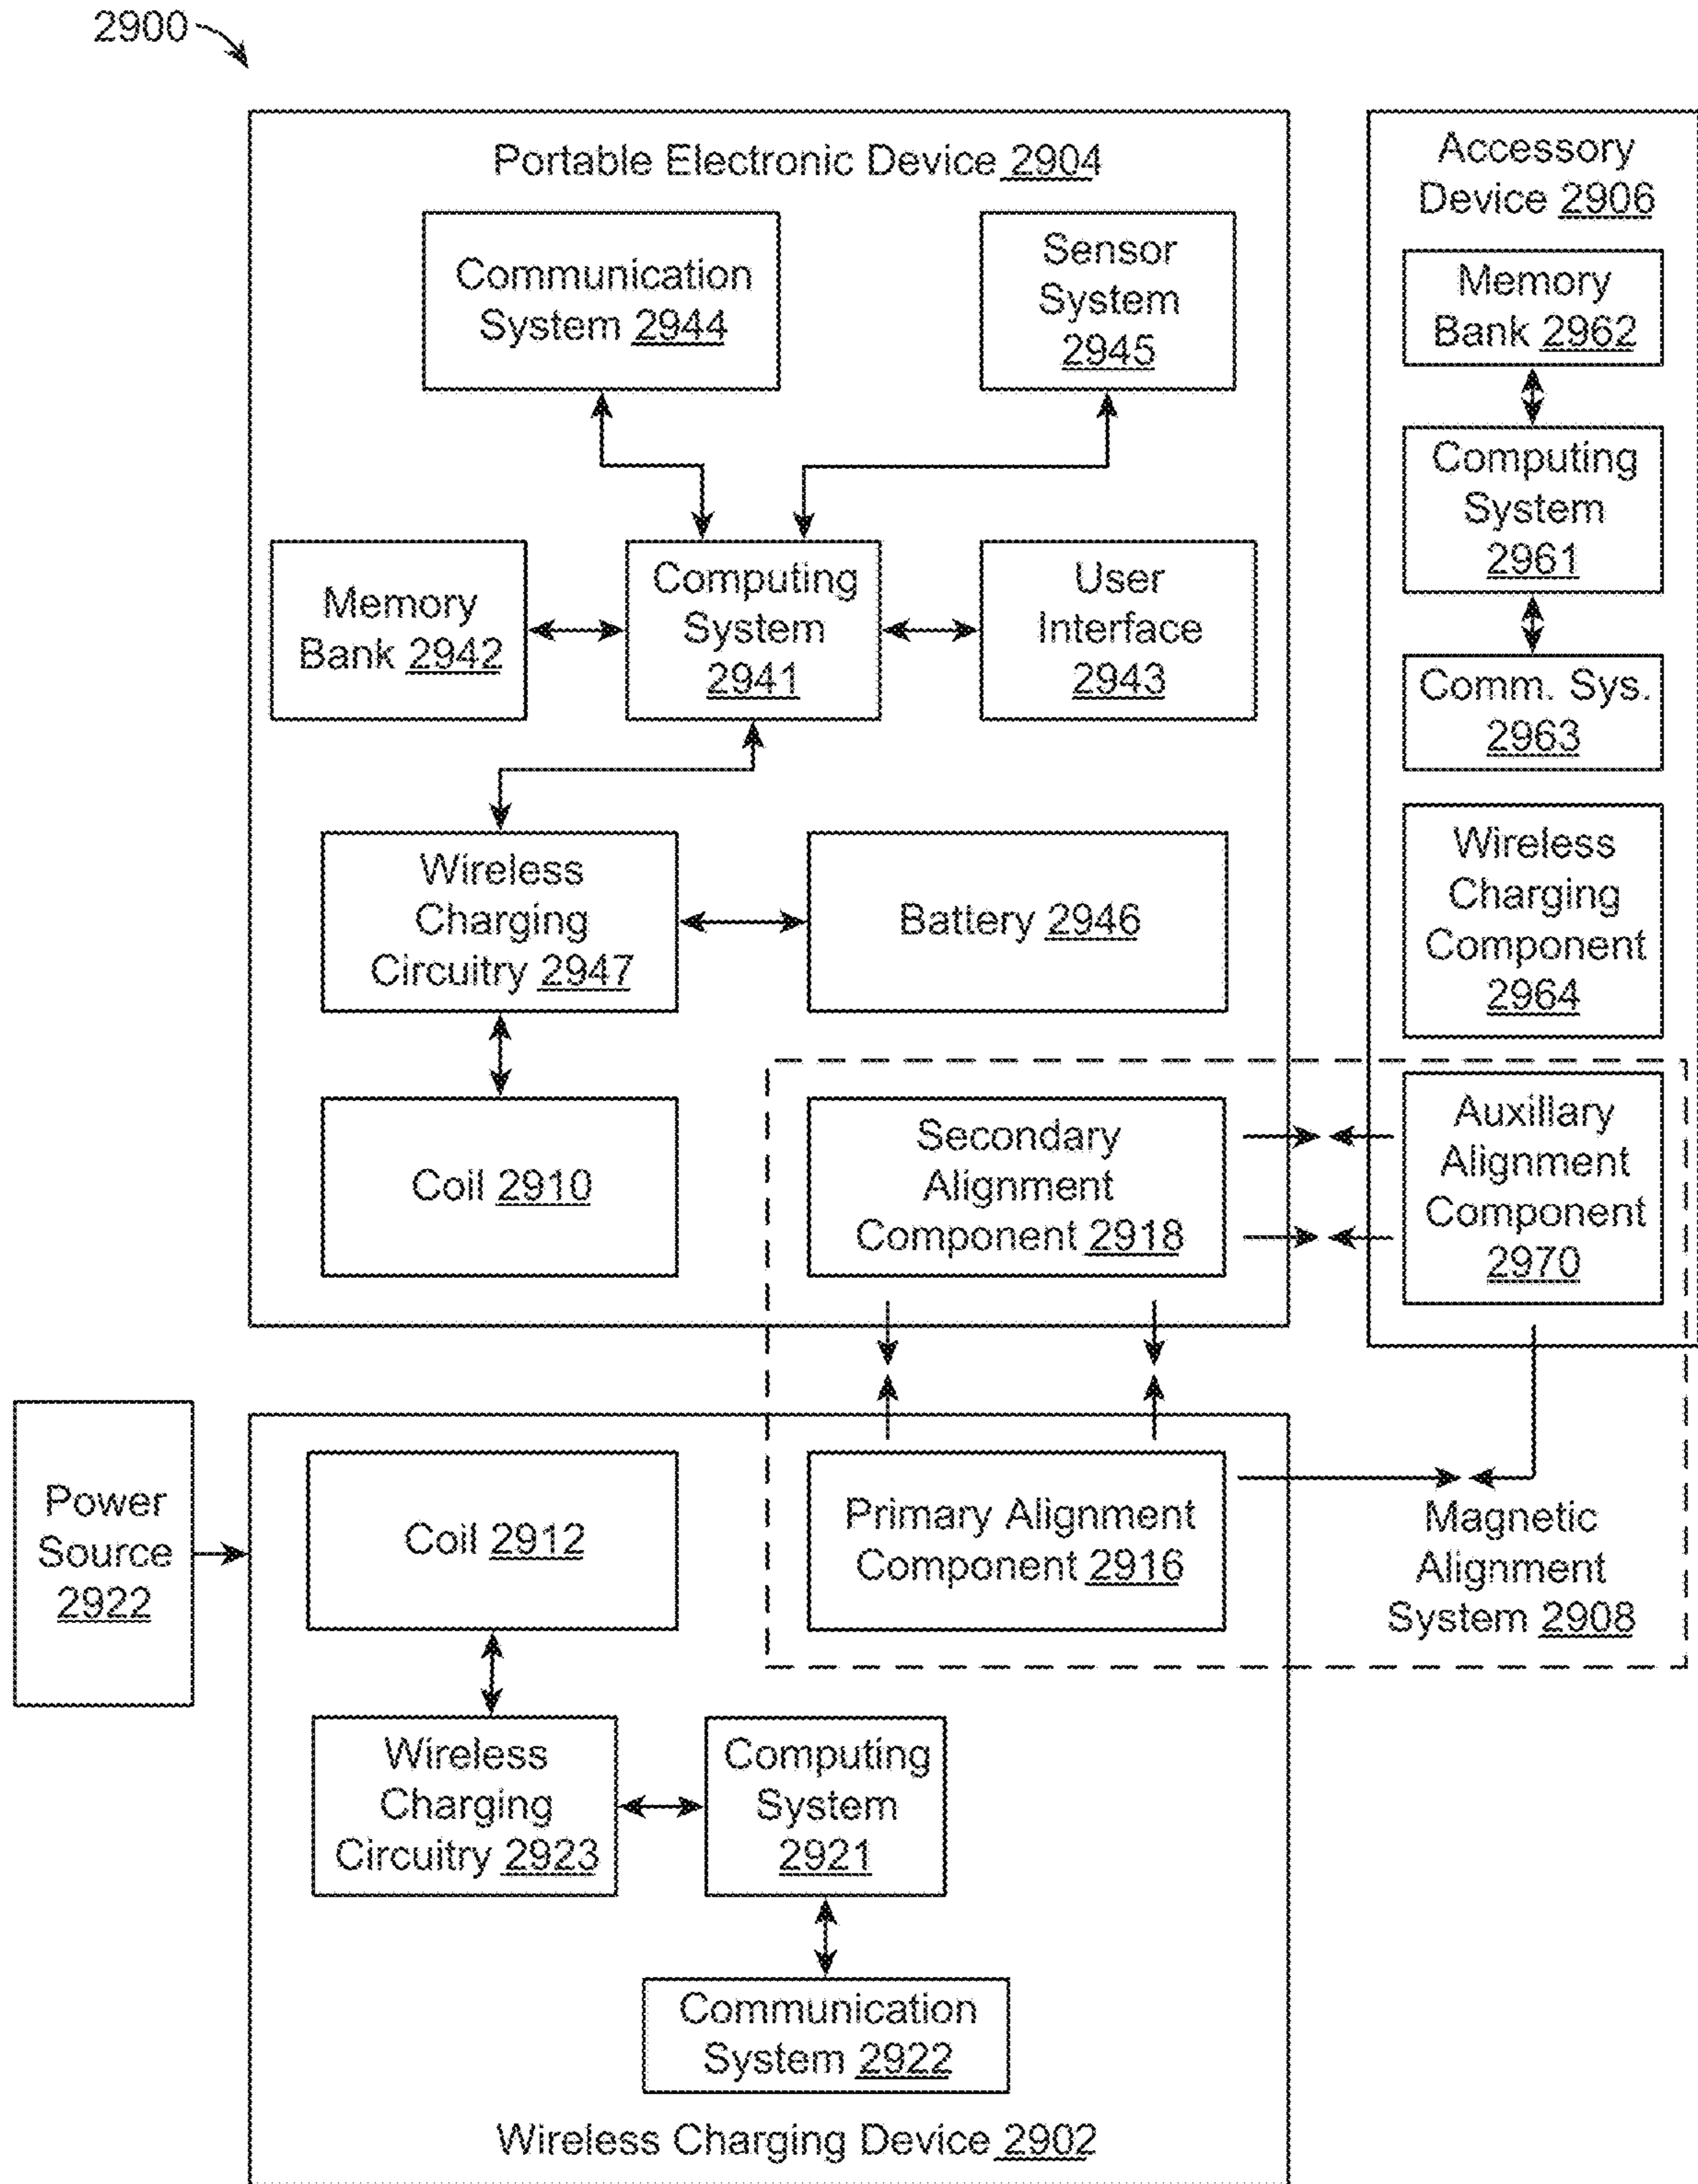 2900
Portable Electronic Device 2904
Communication
System 2944
Sensor
System
2945
Memory
Bank 2942
Computing
System
2941
User
Interface
2943
Wireless
Charging
Circuitry 2947
Battery 2946
Coil 2910
Secondary
Alignment
Component 2918
Accessory
Device 2906
Memory
Bank 2962
Computing
System
2961
Comm. Sys.
2963
Wireless
Charging
Component
2964
Auxillary
Alignment
Component
2970
Power
Source
2922
Coil 2912
Primary Alignment
Component 2916
Magnetic
Alignment
System 2908
Wireless
Charging
Circuitry 2923
Computing
System
2921
Communication
System 2922
Wireless Charging Device 2902